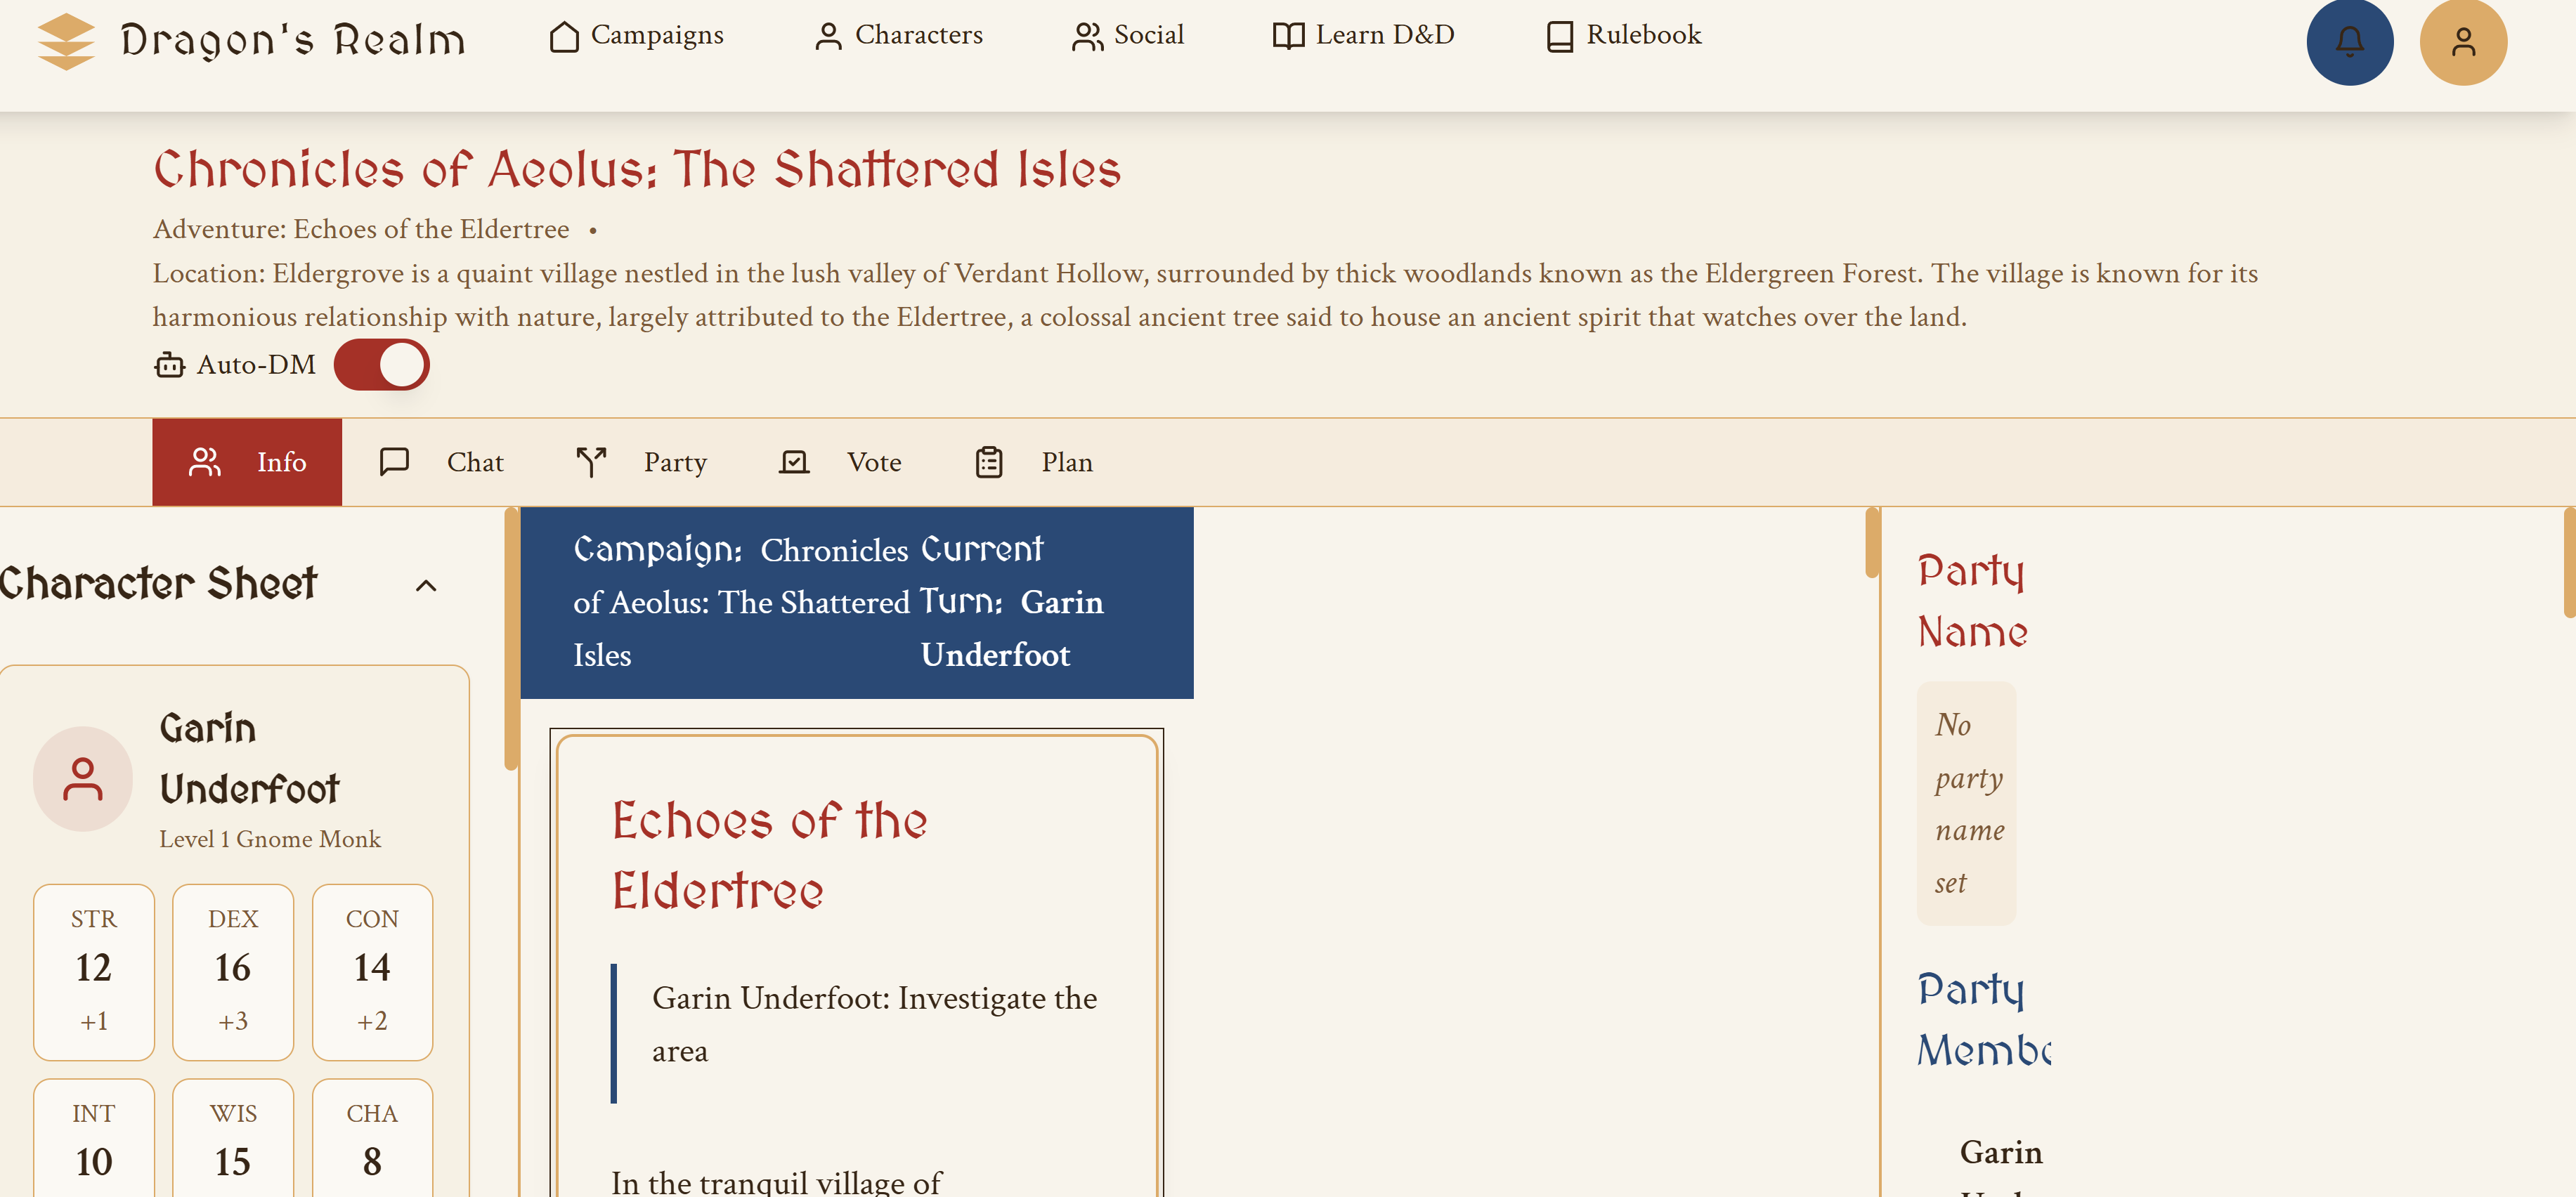 Dragon's Realm
Campaigns
Characters
Social
Learn D&D
Rulebook
Chronicles of Aeolus: The Shattered Isles
Adventure: Echoes of the Eldertree •
Location: Eldergrove is a quaint village nestled in the lush valley of Verdant Hollow, surrounded by thick woodlands known as the Eldergreen Forest. The village is known for its
harmonious relationship with nature, largely attributed to the Eldertree, a colossal ancient tree said to house an ancient spirit that watches over the land.
Auto-DM
Info
Chat
Party
Vote
Plan
Character Sheet
Garin
Underfoot
Level 1 Gnome Monk
STR
12
+1
DEX
16
+3
CON
14
+2
INT
10
WIS
15
CHA
8
Campaign: Chronicles
of Aeolus: The Shattered
Isles
Current
Turn: Garin
Underfoot
Echoes of the
Eldertree
Garin Underfoot: Investigate the
area
In the tranquil village of
Party
Name
No
party
name
set
Party
Garin